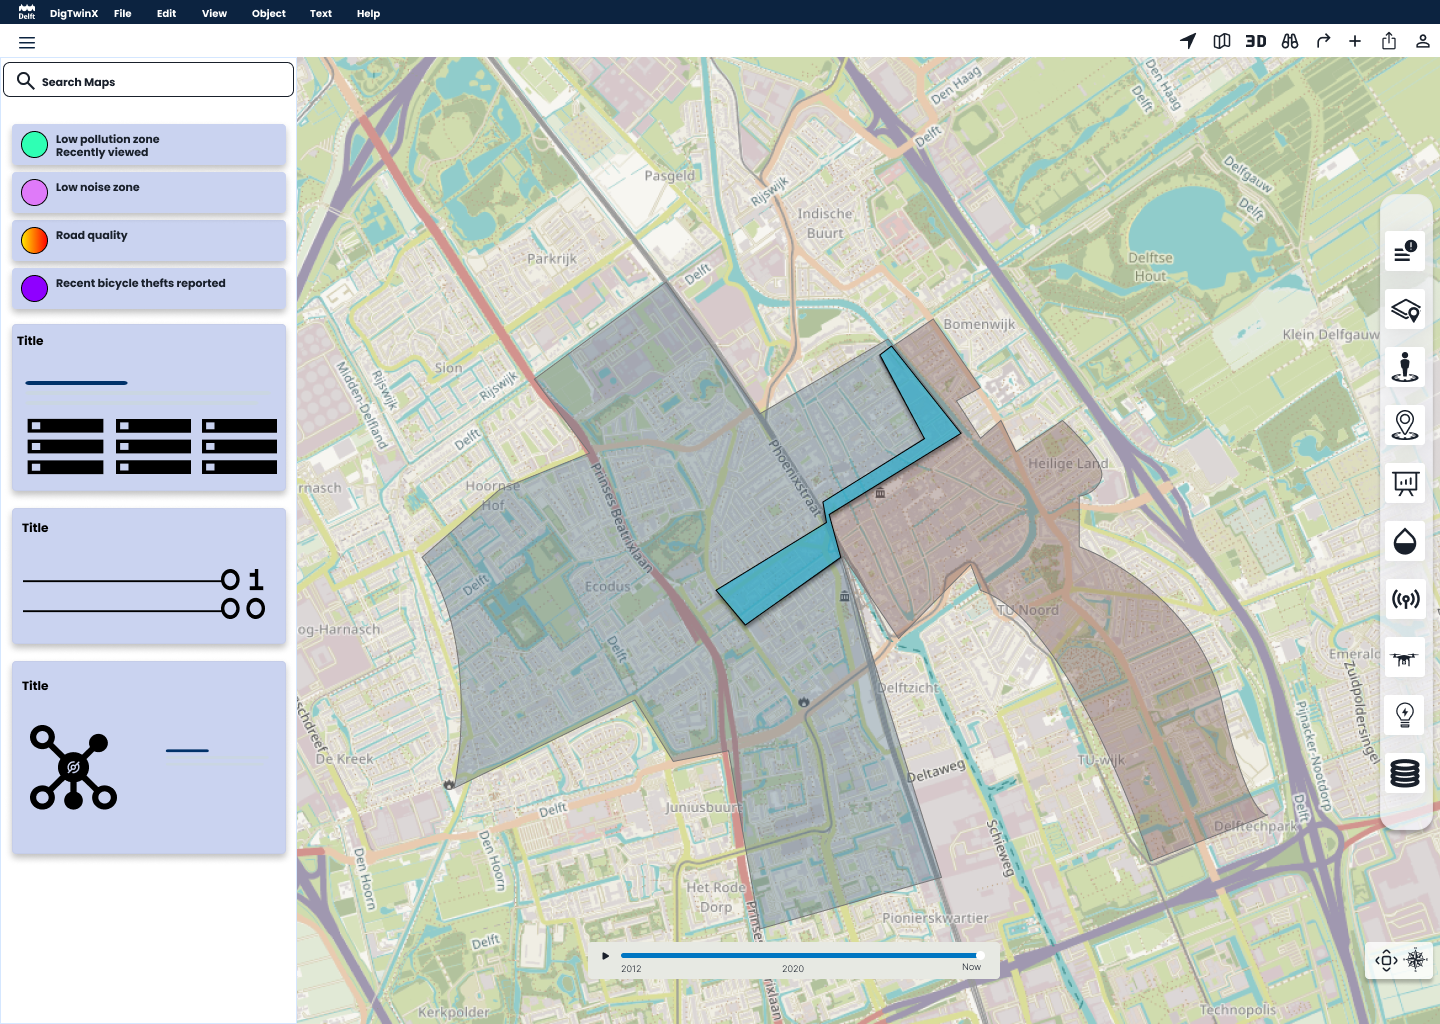 Delft
DigTwinX File Edit View Object Text Help
3D
Search Maps
Low pollution zone
Recently viewed
Low noise zone
Road quality
Recent bicycle thefts reported
Title
Title
O 1
O O
Title
Den Haag
Den Haag
Delft
Delft
Pasgeld
Rijswijk
Delfgauw
Delft
Indische
Buurt
Parkrijk
Delft
Delftse
Hout
Bomenwijk
Klein Delfgauw
Sion
Rijswijk
Midden-Delfland
Rijswijk
Delft
Phoenixstraat
Heilige Land
Hoornse
Hof
rnasch
Prinses Beatrixlaan
Delft
Ecodus
TU Noord
og-Harnasch
Delft
Emerald
Zuidpoldersingel
Delftzicht
schdreef
De Kreek
Deltaweg
TU-wijk
Pijnacker-Nootdorp
Delft
Juniusbuurt
Delft
Delftechpark
Schieweg
Den Hoorn
Den Hoorn
Het Rode
Dorp
Pionierskwartier
Prinses
rixlaan
Delft
2012 2020 Now
Kerkpolder
Technopolis